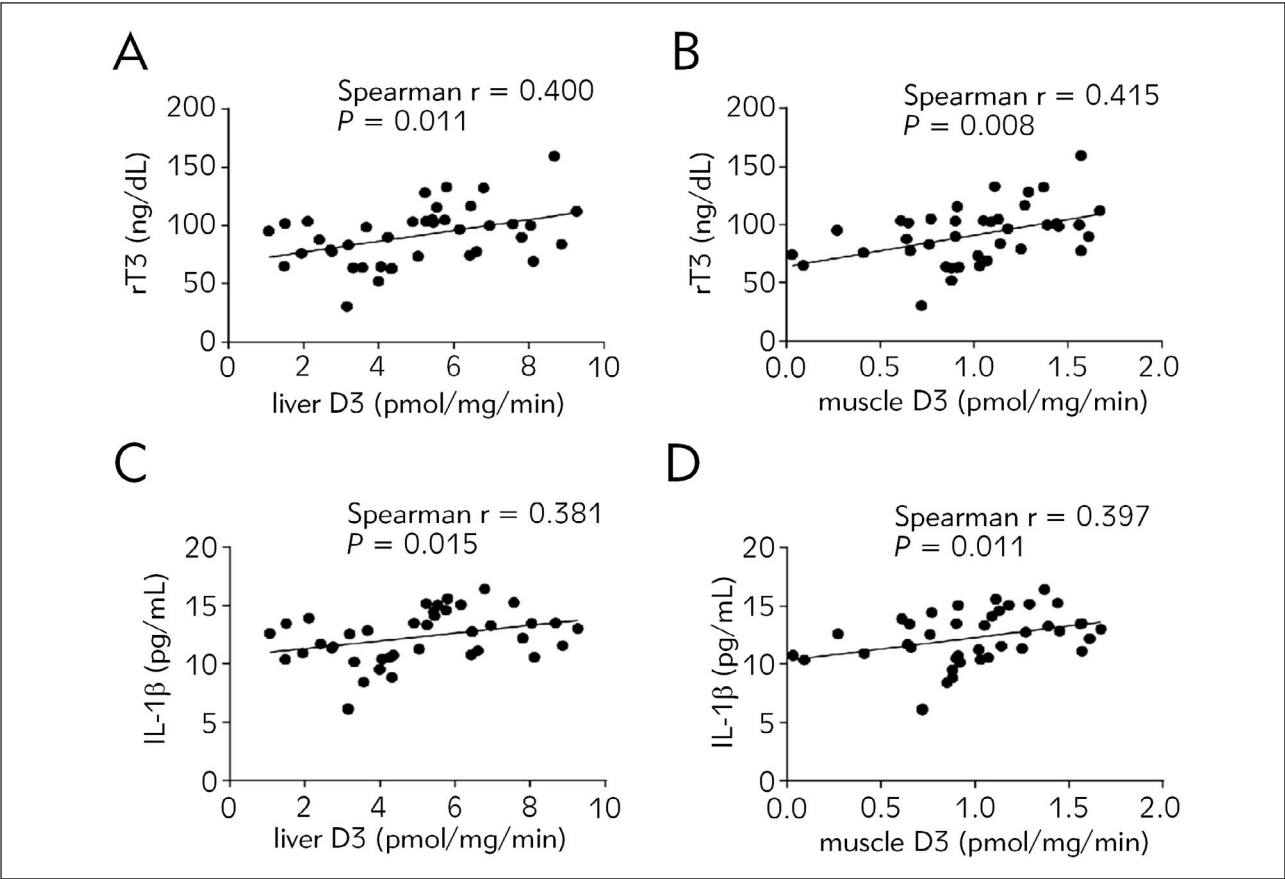 A
Spearman r = 0.400
P = 0.011
200
150
100
50
0
rT3 (ng/dL)
0 2 4 6 8 10
liver D3 (pmol/mg/min)
B
Spearman r = 0.415
P = 0.008
200
150
100
50
0
rT3 (ng/dL)
0.0 0.5 1.0 1.5 2.0
muscle D3 (pmol/mg/min)
C
Spearman r = 0.381
P = 0.015
20
15
10
5
0
IL-1β (pg/mL)
0 2 4 6 8 10
liver D3 (pmol/mg/min)
D
Spearman r = 0.397
P = 0.011
20
15
10
5
0
IL-1β (pg/mL)
0.0 0.5 1.0 1.5 2.0
muscle D3 (pmol/mg/min)